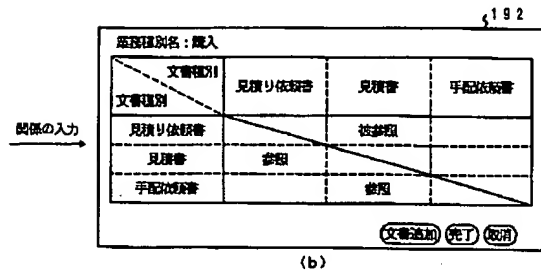 192
業務種別名：購入
文書種別
文書種別
見積り依頼書
見積書
手配依頼書
関係の入力
見積り依頼書
被参照
見積書
参照
手配依頼書
参照
文書追加
完了
取消
(b)